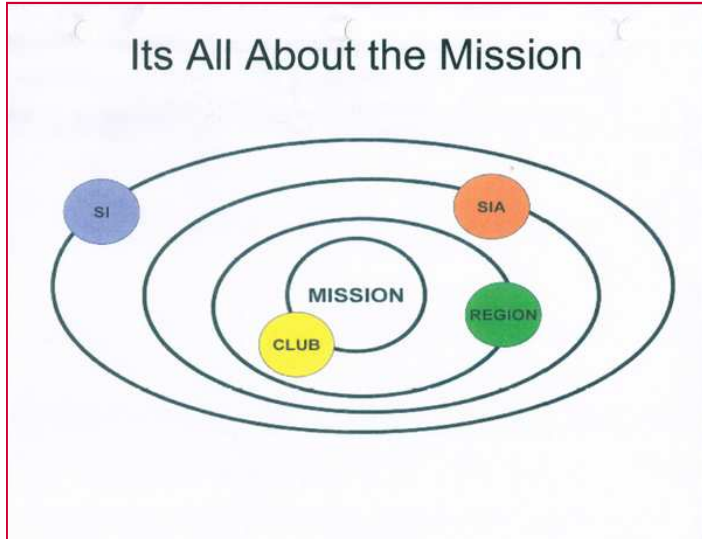 Its All About the Mission
SI
SIA
MISSION
REGION
CLUB